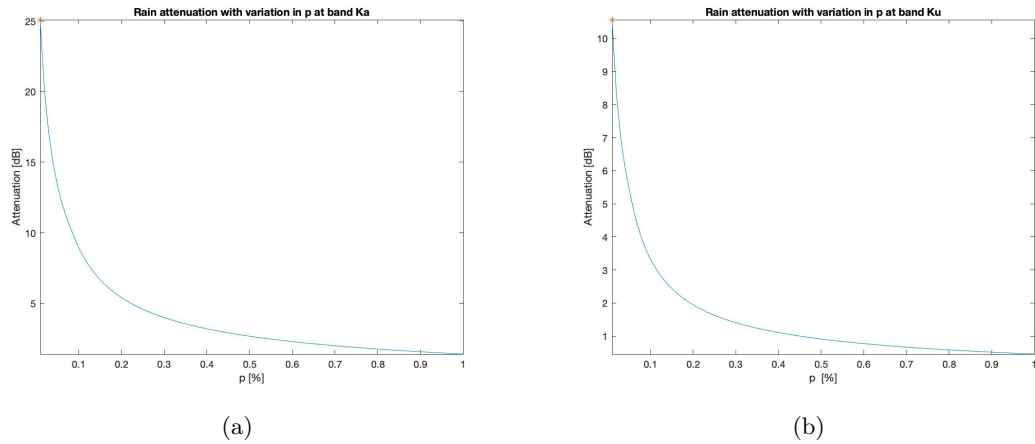 Rain attenuation with variation in p at band Ka
25
20
15
10
5
0.1 0.2 0.3 0.4 0.5 0.6 0.7 0.8 0.9 1
p [%]
Attenuation [dB]
(a)
Rain attenuation with variation in p at band Ku
10
9
8
7
6
5
4
3
2
1
0.1 0.2 0.3 0.4 0.5 0.6 0.7 0.8 0.9 1
p [%]
Attenuation [dB]
(b)